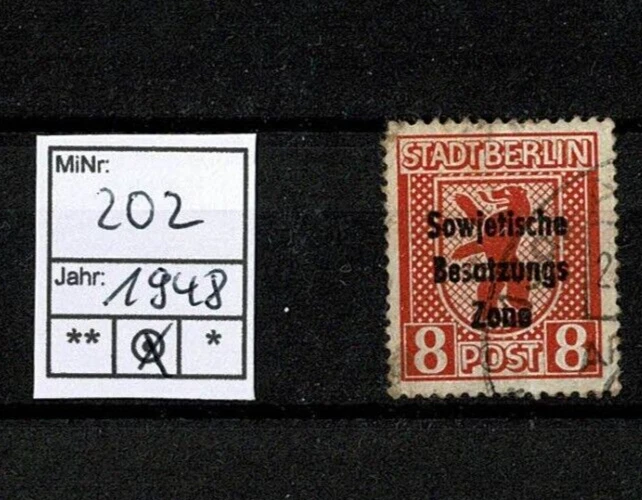 MiNr:
202
Jahr: 1948
** ⊙ *
STADT BERLIN
Sowjetische
Besatzungs
Zone
8 POST 8